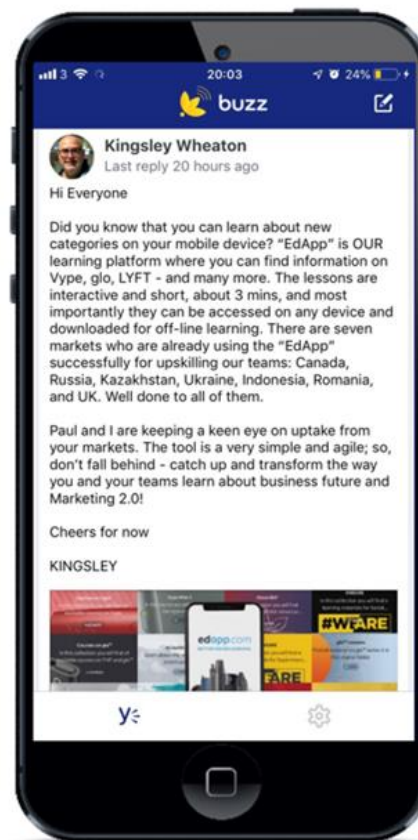 3
20:03
24%
buzz
Kingsley Wheaton
Last reply 20 hours ago
Hi Everyone
Did you know that you can learn about new
categories on your mobile device? “EdApp” is OUR
learning platform where you can find information on
Vype, glo, LYFT - and many more. The lessons are
interactive and short, about 3 mins, and most
importantly they can be accessed on any device and
downloaded for off-line learning. There are seven
markets who are already using the “EdApp”
successfully for upskilling our teams: Canada,
Russia, Kazakhstan, Ukraine, Indonesia, Romania,
and UK. Well done to all of them.
Paul and I are keeping a keen eye on uptake from
your markets. The tool is a very simple and agile; so,
don’t fall behind - catch up and transform the way
you and your teams learn about business future and
Marketing 2.0!
Cheers for now
KINGSLEY
edapp.com
#WEARE